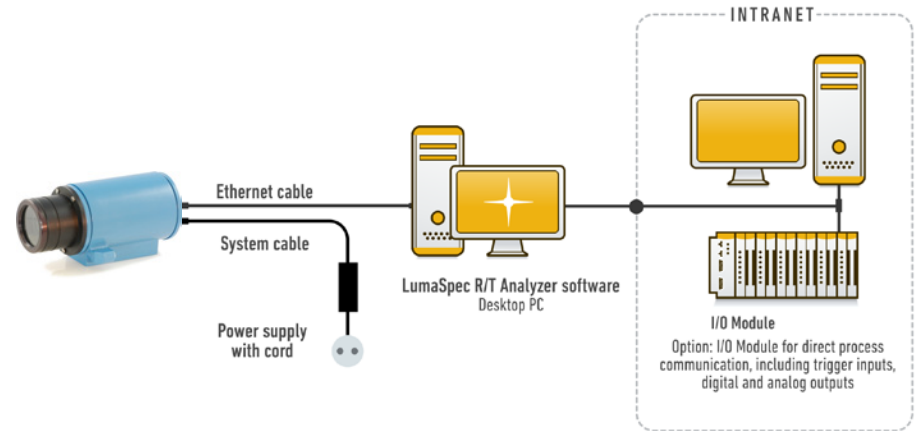 INTRANET
Ethernet cable
System cable
LumaSpec R/T Analyzer software
Desktop PC
Power supply
with cord
I/O Module
Option: I/O Module for direct process
communication, including trigger inputs,
digital and analog outputs